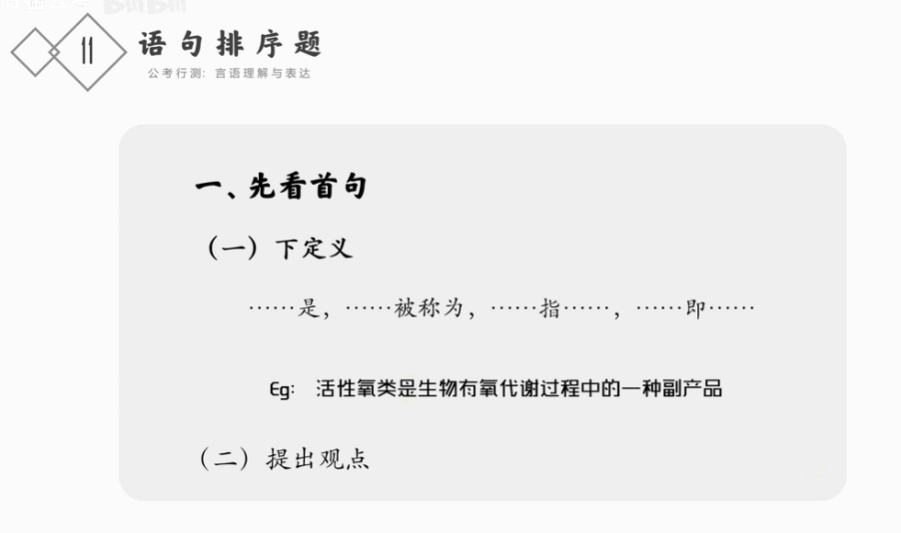 11
语句排序题
公考行测：言语理解与表达
一、先看首句
（一）下定义
……是，……被称为，……指……，……即……
Eg: 活性氧类是生物有氧代谢过程中的一种副产品
（二）提出观点